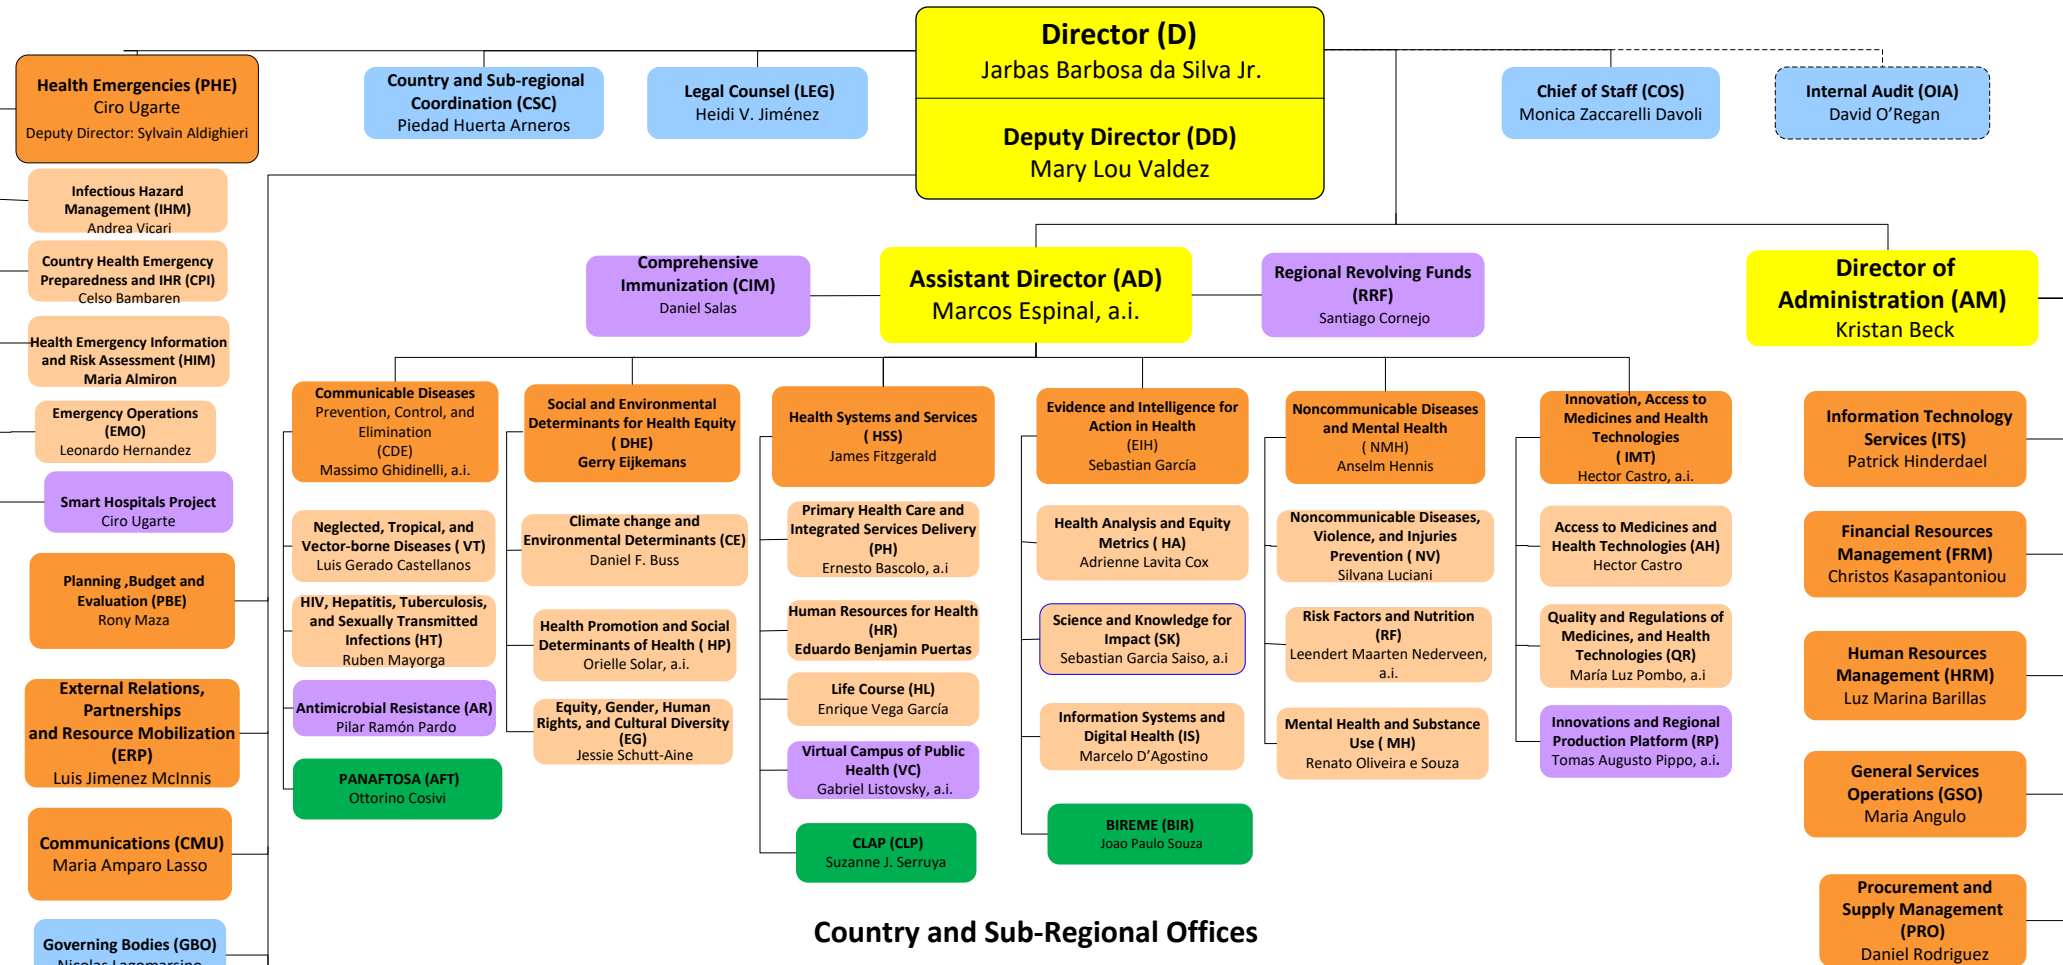 Director (D)
Jarbas Barbosa da Silva Jr.
Deputy Director (DD)
Mary Lou Valdez
Health Emergencies (PHE)
Ciro Ugarte
Deputy Director: Sylvain Aldighieri
Country and Sub-regional
Coordination (CSC)
Piedad Huerta Arneros
Legal Counsel (LEG)
Heidi V. Jiménez
Chief of Staff (COS)
Monica Zaccarelli Davoli
Internal Audit (OIA)
David O'Regan
Infectious Hazard
Management (IHM)
Andrea Vicari
Country Health Emergency
Preparedness and IHR (CPI)
Celso Bambaren
Health Emergency Information
and Risk Assessment (HIM)
Maria Almiron
Emergency Operations
(EMO)
Leonardo Hernandez
Smart Hospitals Project
Ciro Ugarte
Planning ,Budget and
Evaluation (PBE)
Rony Maza
External Relations,
Partnerships
and Resource Mobilization
(ERP)
Luis Jimenez McInnis
Communications (CMU)
Maria Amparo Lasso
Governing Bodies (GBO)
Nicolas Lagomarsino
Comprehensive
Immunization (CIM)
Daniel Salas
Assistant Director (AD)
Marcos Espinal, a.i.
Regional Revolving Funds
(RRF)
Santiago Cornejo
Director of
Administration (AM)
Kristan Beck
Communicable Diseases
Prevention, Control, and
Elimination
(CDE)
Massimo Ghidinelli, a.i.
Neglected, Tropical, and
Vector-borne Diseases ( VT)
Luis Gerado Castellanos
HIV, Hepatitis, Tuberculosis,
and Sexually Transmitted
Infections (HT)
Ruben Mayorga
Antimicrobial Resistance (AR)
Pilar Ramón Pardo
PANAFTOSA (AFT)
Ottorino Cosivi
Social and Environmental
Determinants for Health Equity
( DHE)
Gerry Eijkemans
Climate change and
Environmental Determinants (CE)
Daniel F. Buss
Health Promotion and Social
Determinants of Health ( HP)
Orielle Solar, a.i.
Equity, Gender, Human
Rights, and Cultural Diversity
(EG)
Jessie Schutt-Aine
Health Systems and Services
( HSS)
James Fitzgerald
Primary Health Care and
Integrated Services Delivery
(PH)
Ernesto Bascolo, a.i
Human Resources for Health
(HR)
Eduardo Benjamin Puertas
Life Course (HL)
Enrique Vega García
Virtual Campus of Public
Health (VC)
Gabriel Listovsky, a.i.
CLAP (CLP)
Suzanne J. Serruya
Evidence and Intelligence for
Action in Health
(EIH)
Sebastian García
Health Analysis and Equity
Metrics ( HA)
Adrienne Lavita Cox
Science and Knowledge for
Impact (SK)
Sebastian Garcia Saiso, a.i
Information Systems and
Digital Health (IS)
Marcelo D'Agostino
BIREME (BIR)
Joao Paulo Souza
Noncommunicable Diseases
and Mental Health
( NMH)
Anselm Hennis
Noncommunicable Diseases,
Violence, and Injuries
Prevention ( NV)
Silvana Luciani
Risk Factors and Nutrition
(RF)
Leendert Maarten Nederveen,
a.i.
Mental Health and Substance
Use ( MH)
Renato Oliveira e Souza
Innovation, Access to
Medicines and Health
Technologies
( IMT)
Hector Castro, a.i.
Access to Medicines and
Health Technologies (AH)
Hector Castro
Quality and Regulations of
Medicines, and Health
Technologies (QR)
María Luz Pombo, a.i
Innovations and Regional
Production Platform (RP)
Tomas Augusto Pippo, a.i.
Information Technology
Services (ITS)
Patrick Hinderdael
Financial Resources
Management (FRM)
Christos Kasapantoniou
Human Resources
Management (HRM)
Luz Marina Barillas
General Services
Operations (GSO)
Maria Angulo
Procurement and
Supply Management
(PRO)
Daniel Rodriguez
Country and Sub-Regional Offices